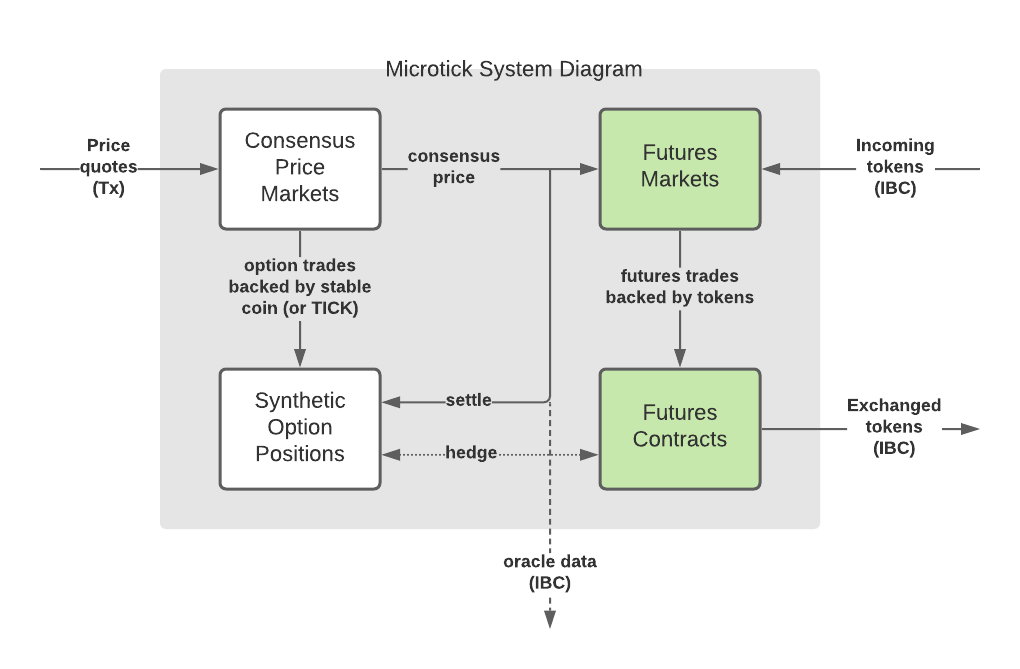 Microtick System Diagram
Price
quotes
(Tx)
Consensus
Price
Markets
consensus
price
Futures
Markets
Incoming
tokens
(IBC)
option trades
backed by stable
coin (or TICK)
futures trades
backed by tokens
Synthetic
Option
Positions
settle
hedge
Futures
Contracts
Exchanged
tokens
(IBC)
oracle data
(IBC)